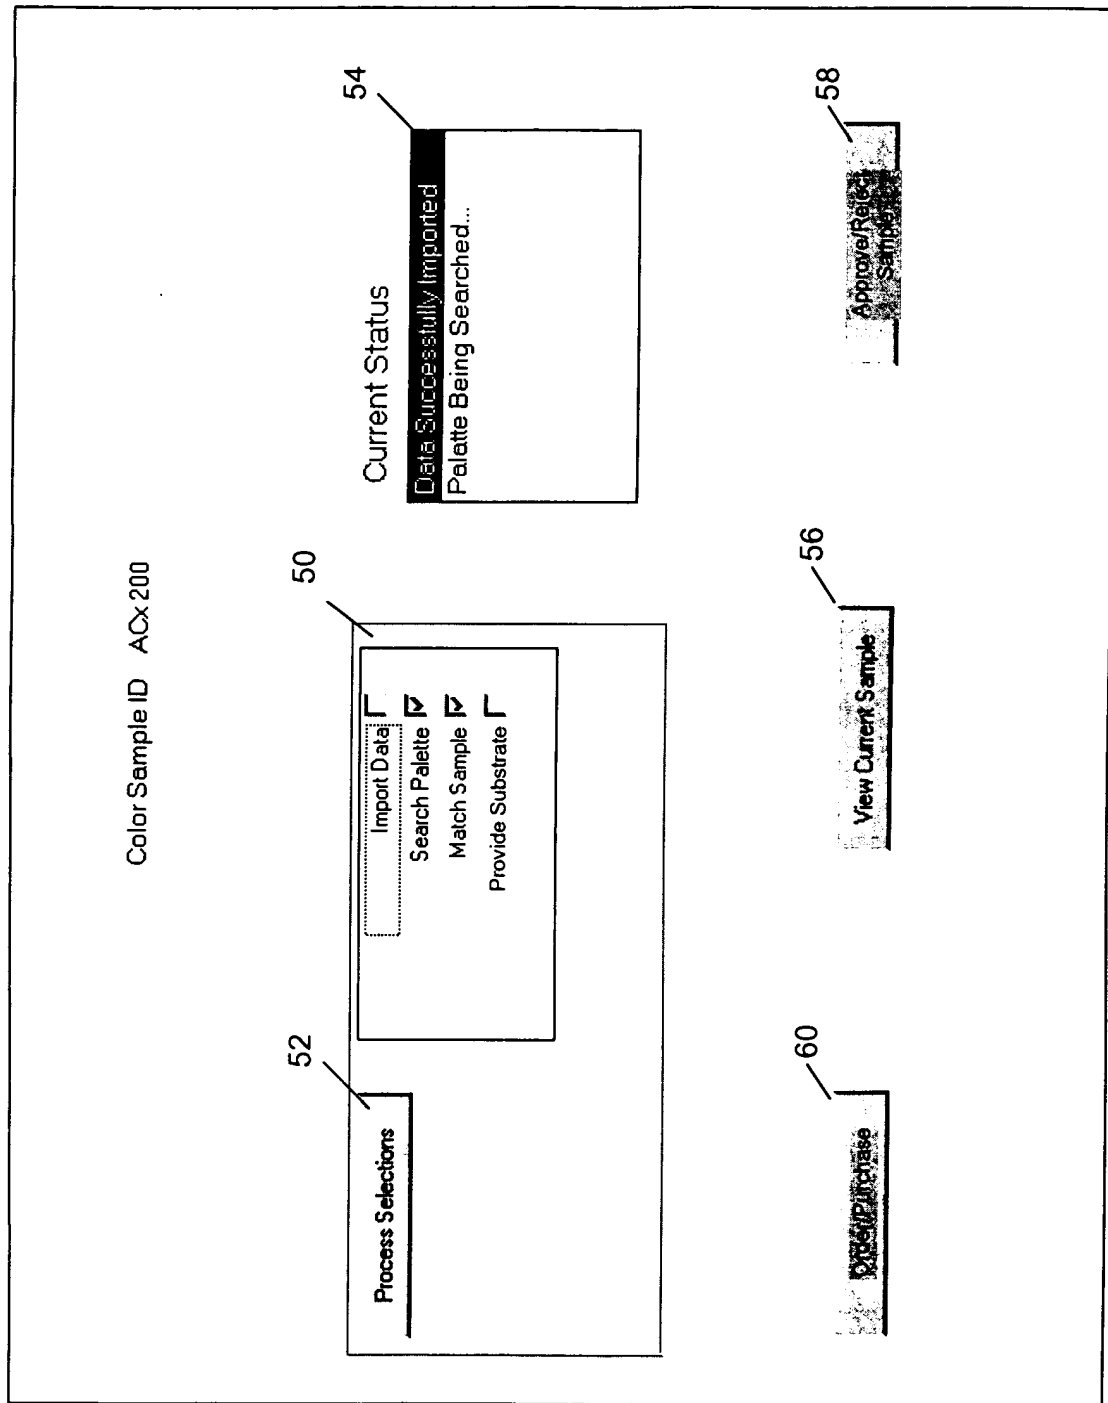 Color Sample ID ACx 200
52
50
54
Process Selections
Import Data
Search Palette
Match Sample
Provide Substrate
Current Status
Data Successfully Imported
Palatte Being Searched...
60
56
58
Order/Purchase
View Current Sample
Approve/Reject
Sample